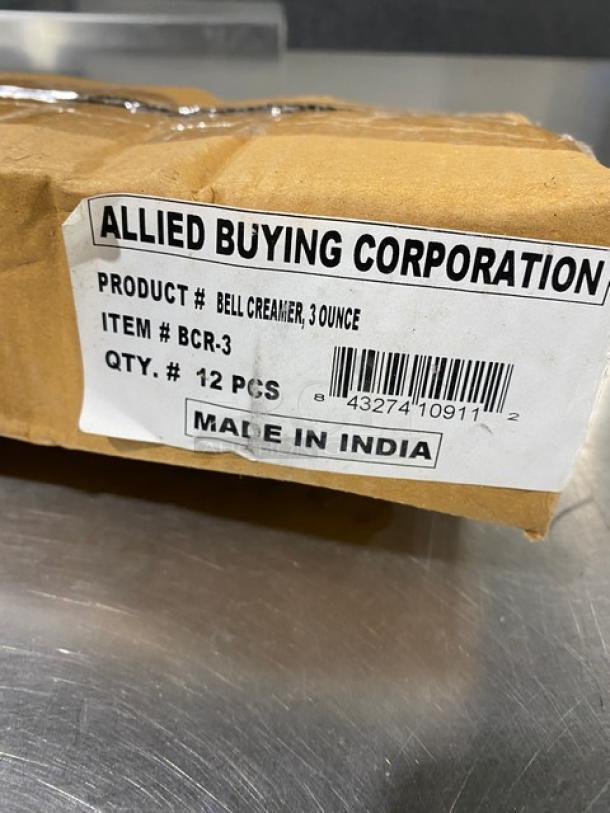 ALLIED BUYING CORPORATION
PRODUCT # BELL CREAMER, 3 OUNCE
ITEM # BCR-3
QTY. # 12 PCS
8 43274 10911 2
MADE IN INDIA